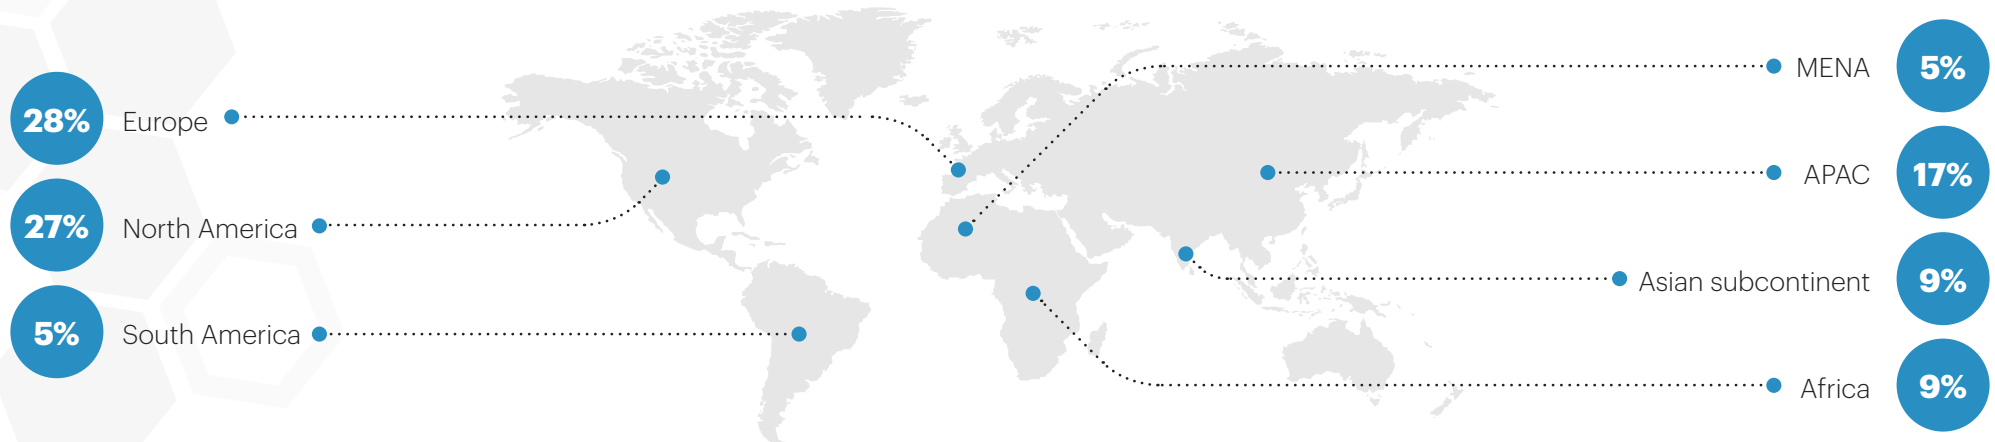 28% Europe
27% North America
5% South America
MENA 5%
APAC 17%
Asian subcontinent 9%
Africa 9%